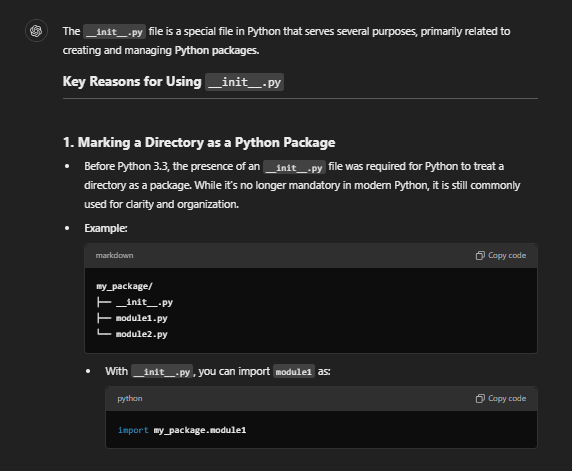 The __init__.py file is a special file in Python that serves several purposes, primarily related to
creating and managing Python packages.
Key Reasons for Using __init__.py
1. Marking a Directory as a Python Package
• Before Python 3.3, the presence of an __init__.py file was required for Python to treat a
directory as a package. While it's no longer mandatory in modern Python, it is still commonly
used for clarity and organization.
• Example:
markdown Copy code
my_package/
├── __init__.py
├── module1.py
└── module2.py
• With __init__.py, you can import module1 as:
python Copy code
import my_package.module1